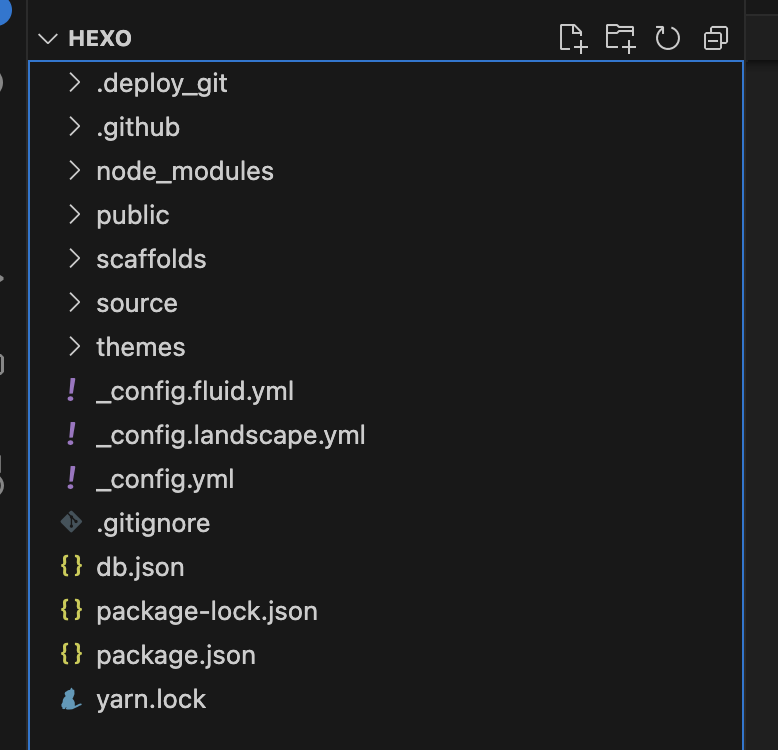 HEXO
.deploy_git
.github
node_modules
public
scaffolds
source
themes
_config.fluid.yml
_config.landscape.yml
_config.yml
.gitignore
db.json
package-lock.json
package.json
yarn.lock